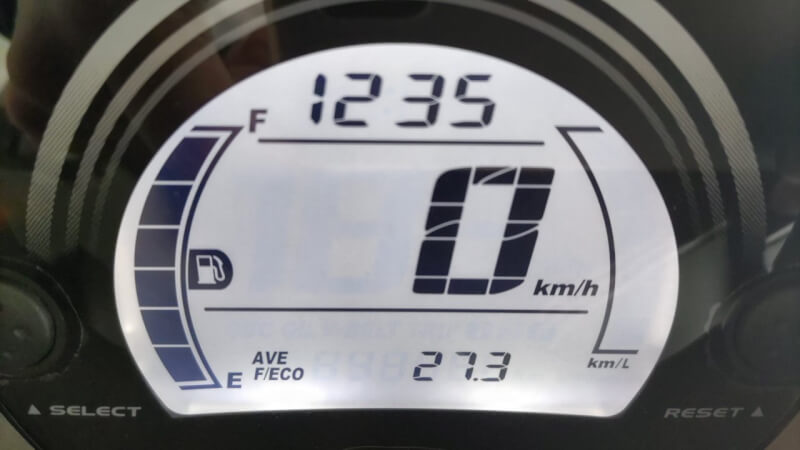 F 1235
0 km/h
E AVE F/ECO 27.3 km/L
▲ SELECT RESET ▲